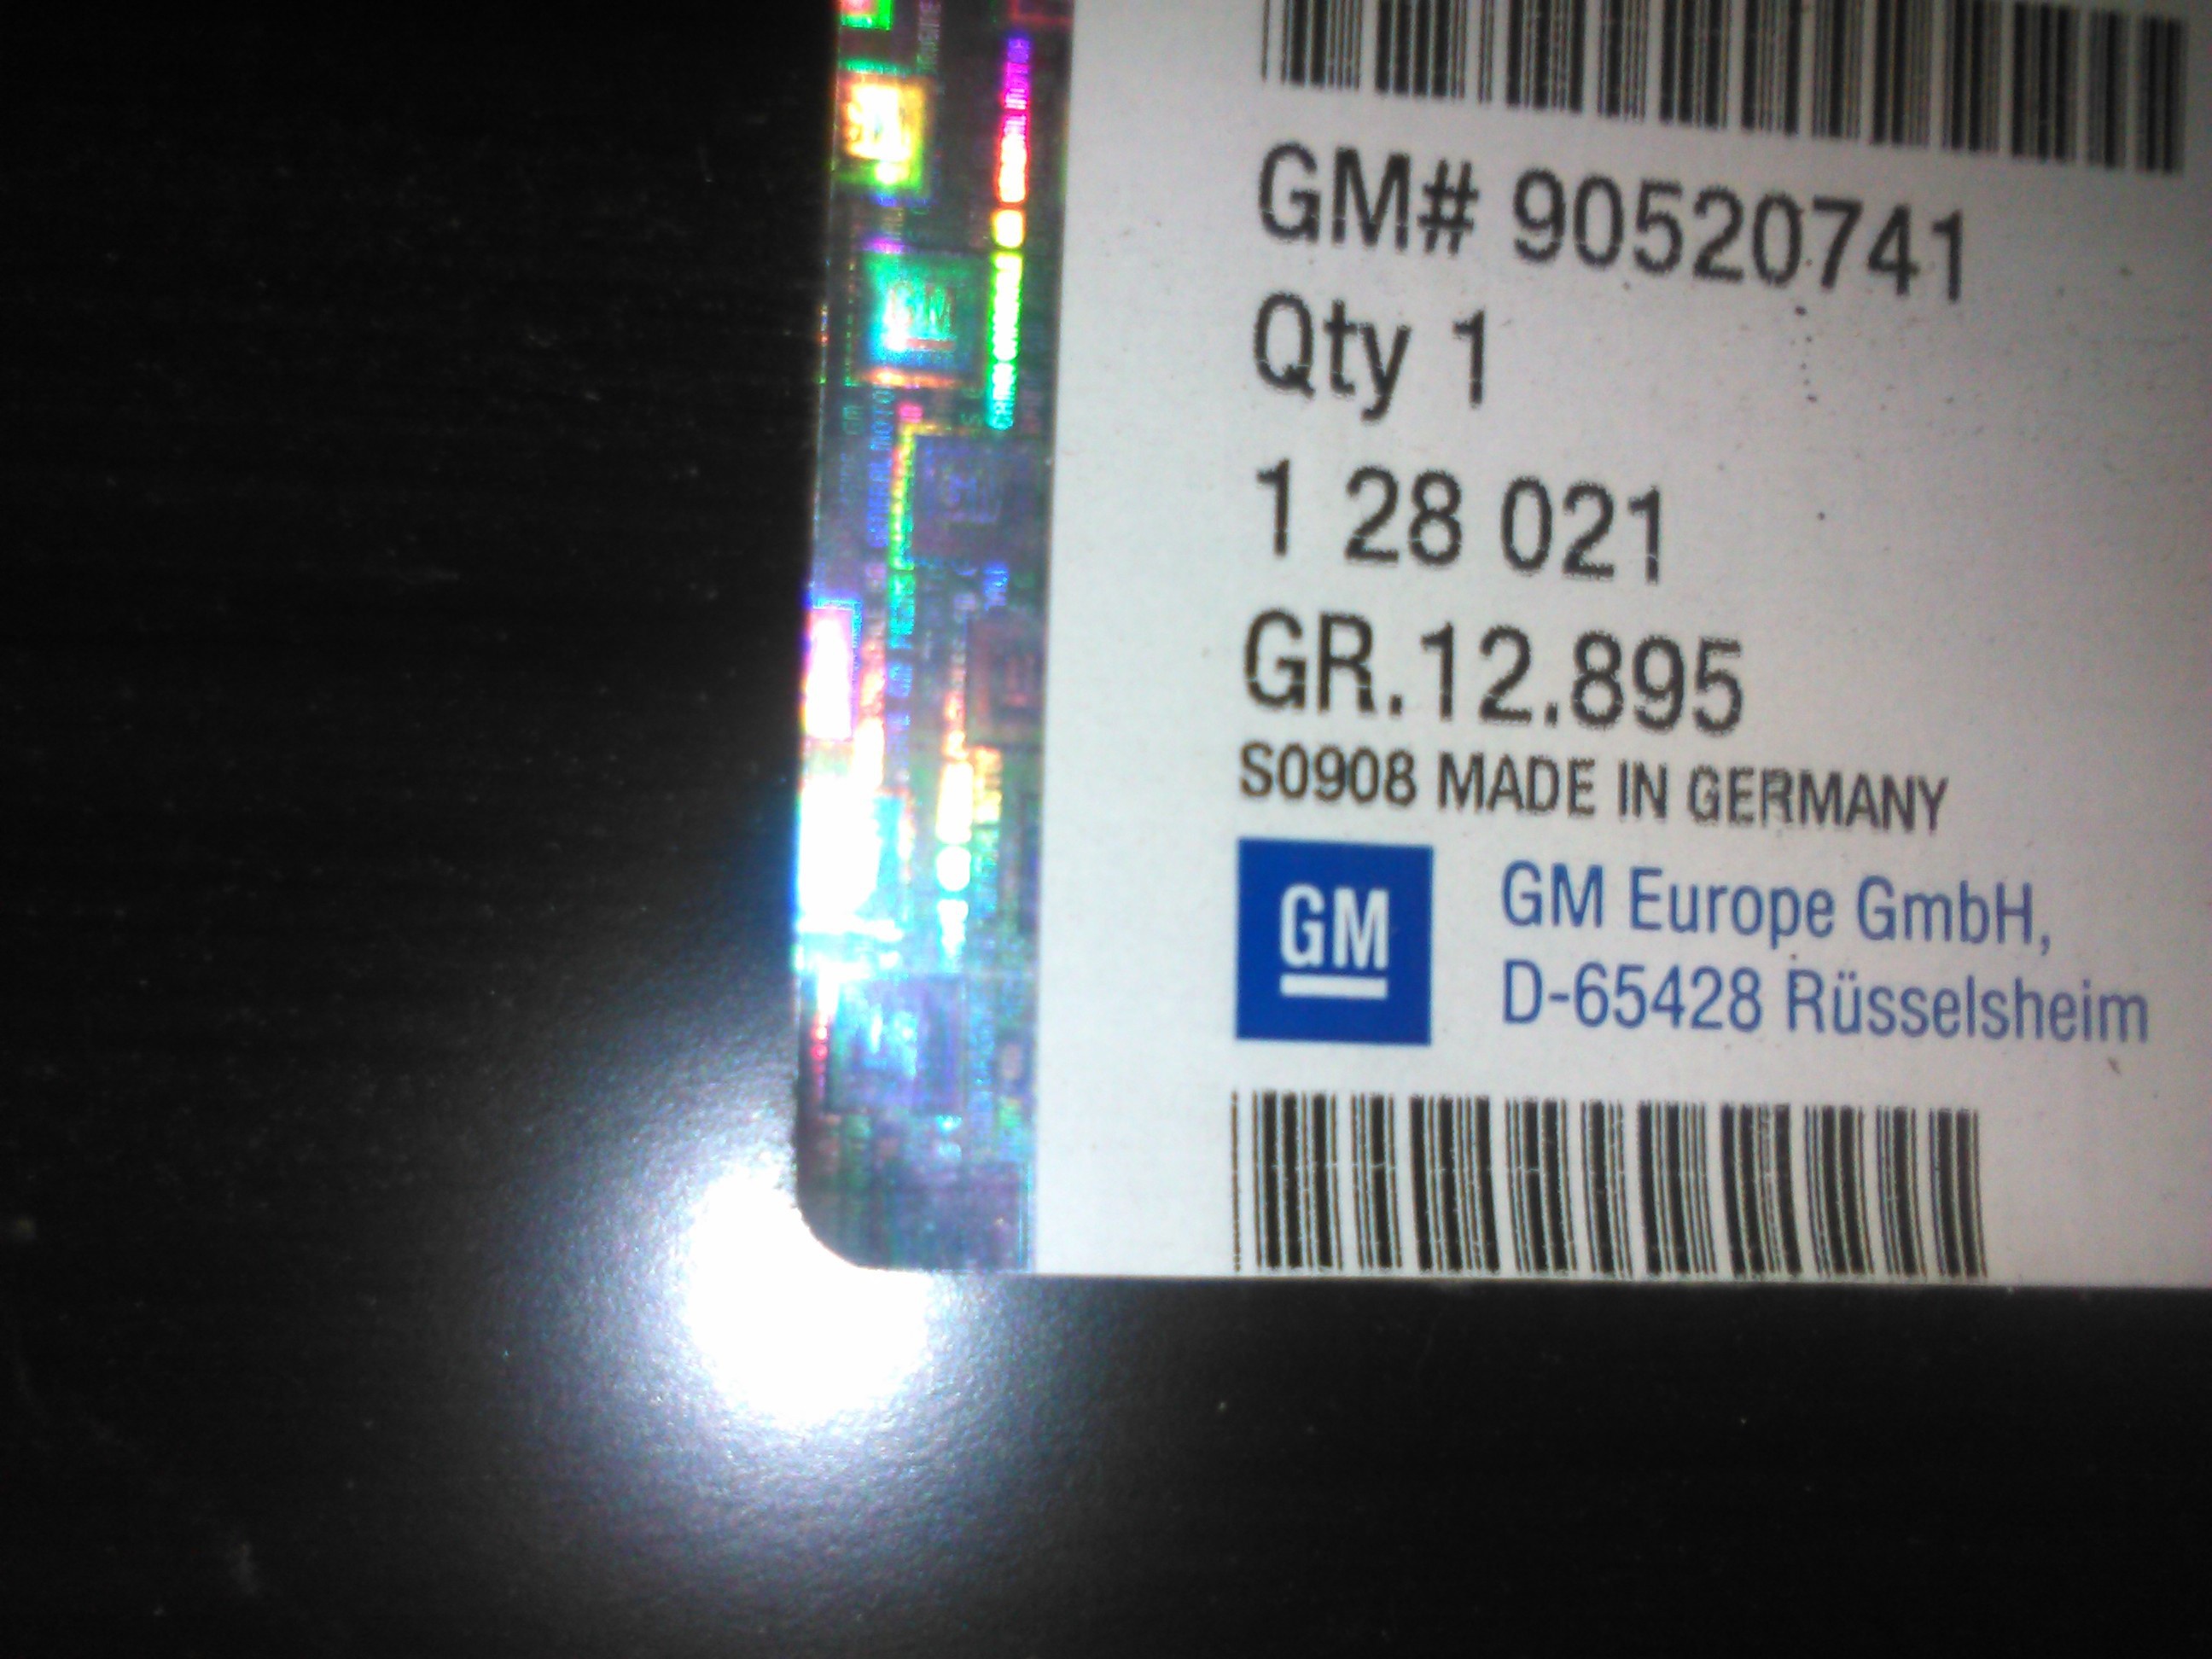 GM# 90520741
Qty 1
1 28 021
GR.12.895
S0908 MADE IN GERMANY
GM
GM Europe GmbH,
D-65428 Rüsselsheim